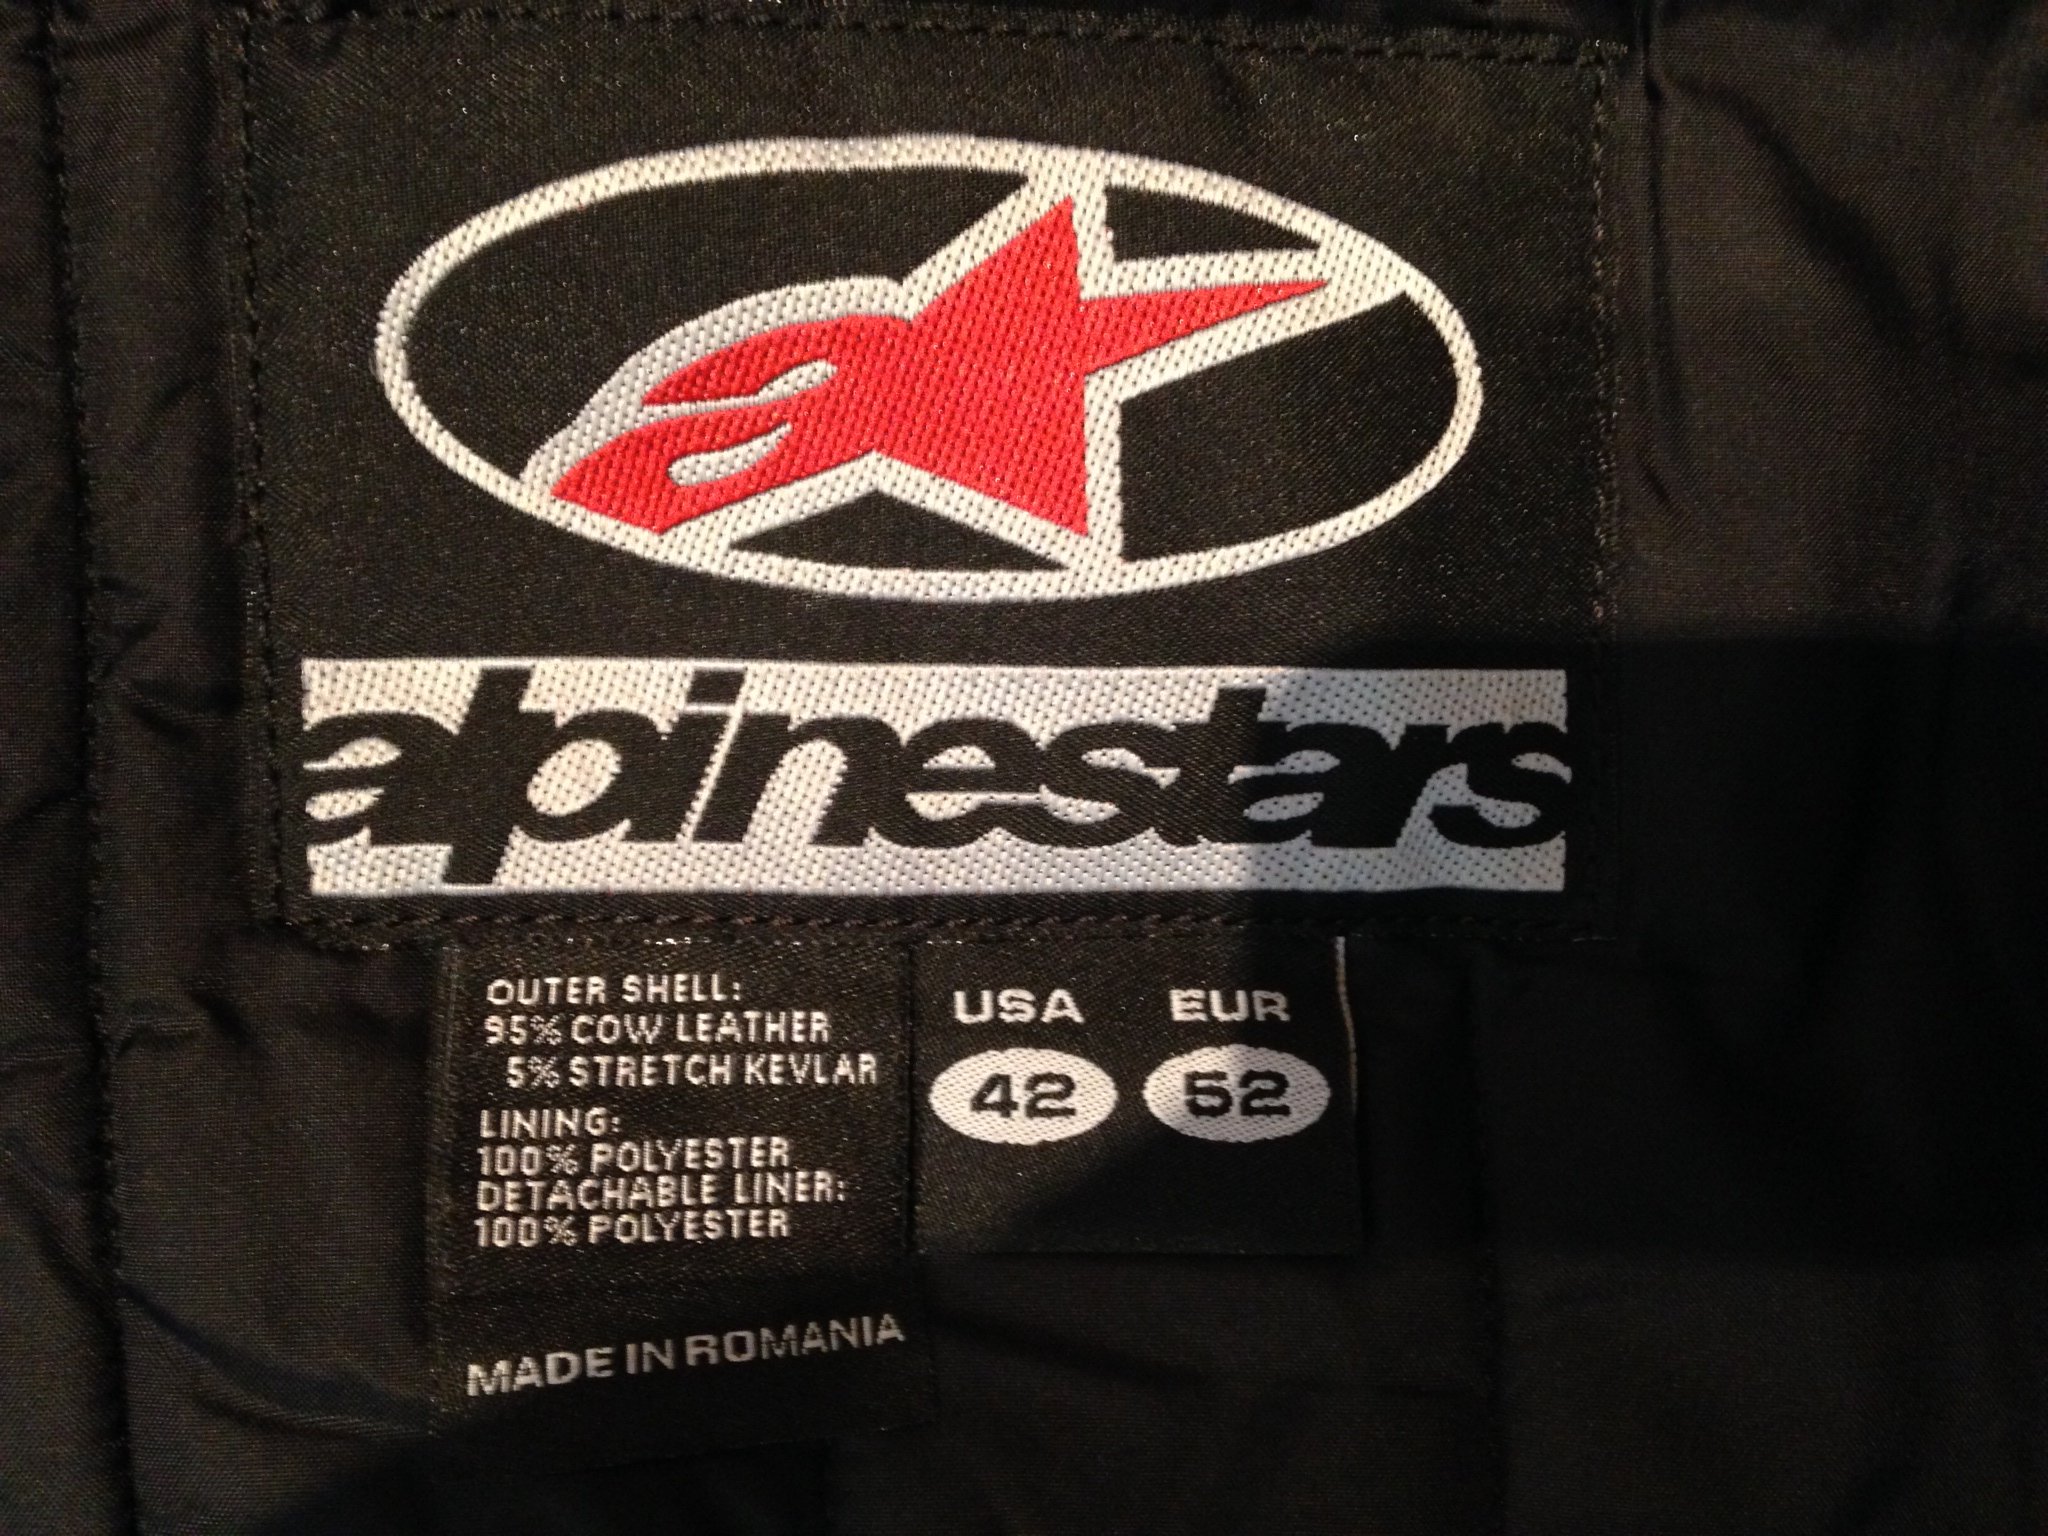 alpinestars
OUTER SHELL:
95% COW LEATHER
5% STRETCH KEVLAR
LINING:
100% POLYESTER
DETACHABLE LINER:
100% POLYESTER
MADE IN ROMANIA
USA EUR
42 52